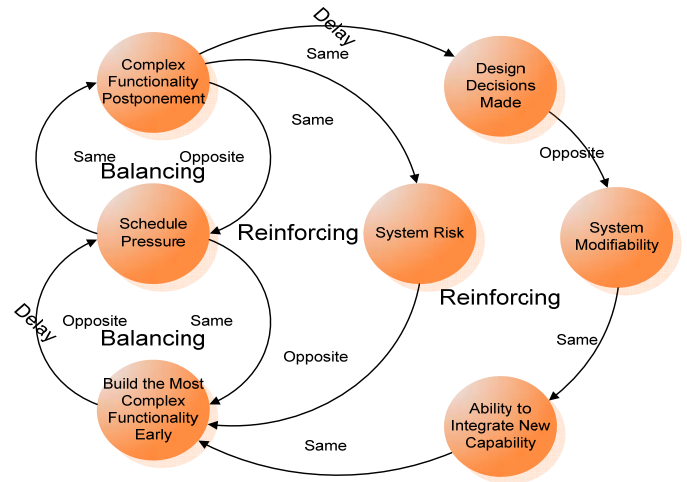 Delay
Same
Complex
Functionality
Postponement
Design
Decisions
Made
Same
Opposite
Same
Opposite
Balancing
Schedule
Pressure
Reinforcing
System Risk
System
Modifiability
Reinforcing
Delay
Opposite
Same
Balancing
Same
Opposite
Build the Most
Complex
Functionality
Early
Ability to
Integrate New
Capability
Same